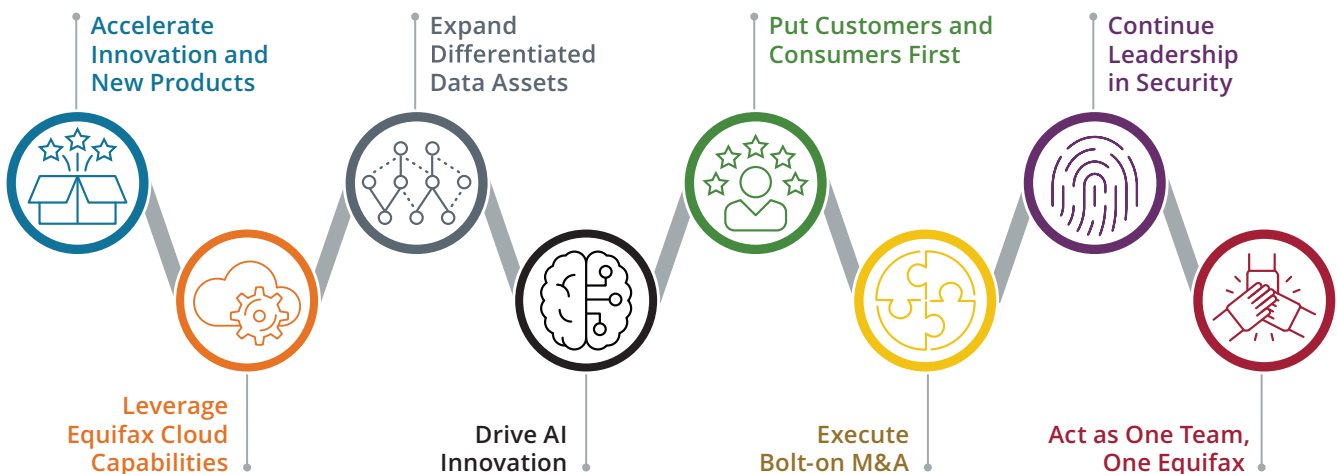 Accelerate
Innovation and
New Products
Expand
Differentiated
Data Assets
Put Customers and
Consumers First
Continue
Leadership
in Security
Leverage
Equifax Cloud
Capabilities
Drive AI
Innovation
Execute
Bolt-on M&A
Act as One Team,
One Equifax